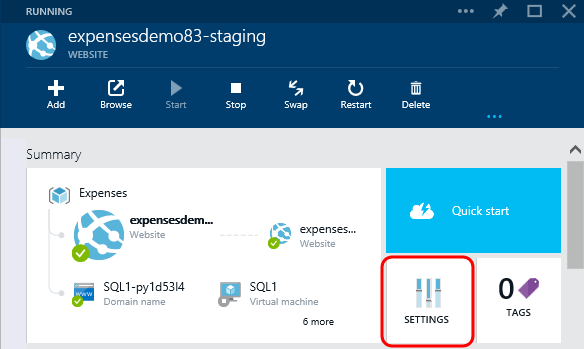 RUNNING
expensesdemo83-staging
WEBSITE
Add Browse Start Stop Swap Restart Delete
Summary
Expenses
expensesdem...
Website
expenses...
Website
Quick start
SQL1-py1d53l4
Domain name
SQL1
Virtual machine
6 more
SETTINGS
0
TAGS